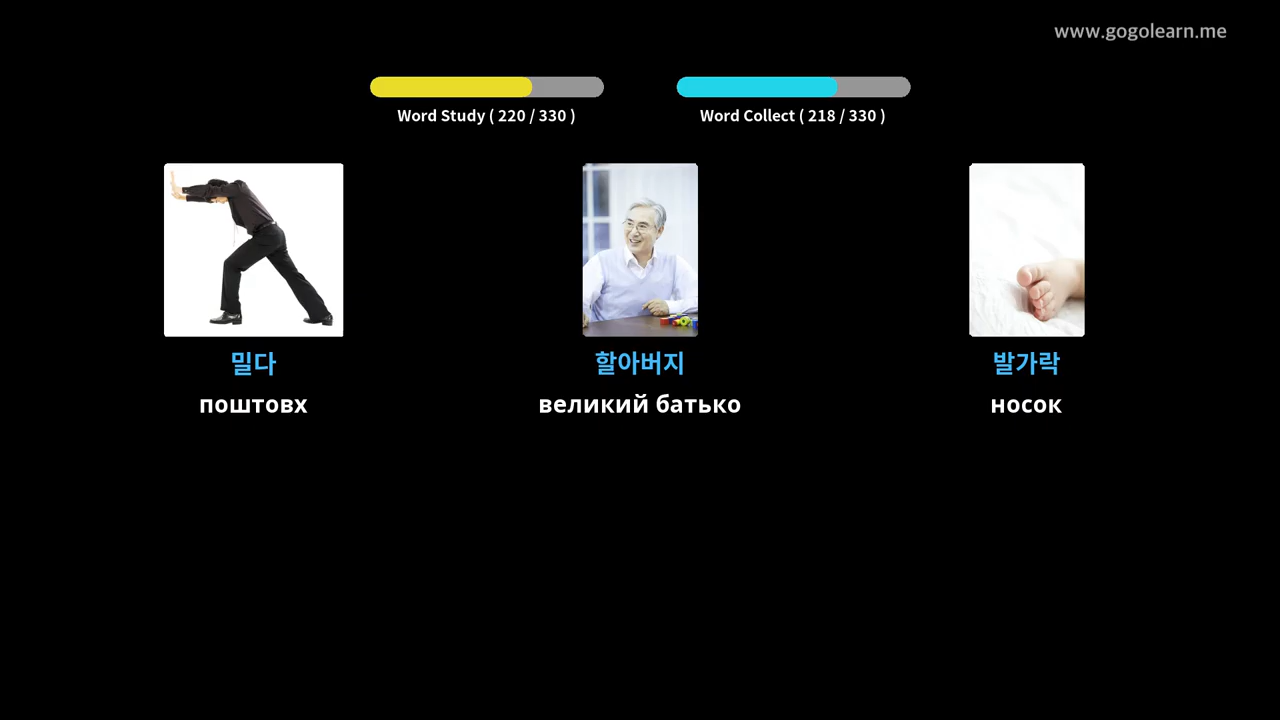 www.gogolearn.me
Word Study ( 220 / 330 )
Word Collect ( 218 / 330 )
밀다
할아버지
발가락
поштовх
великий батько
носок